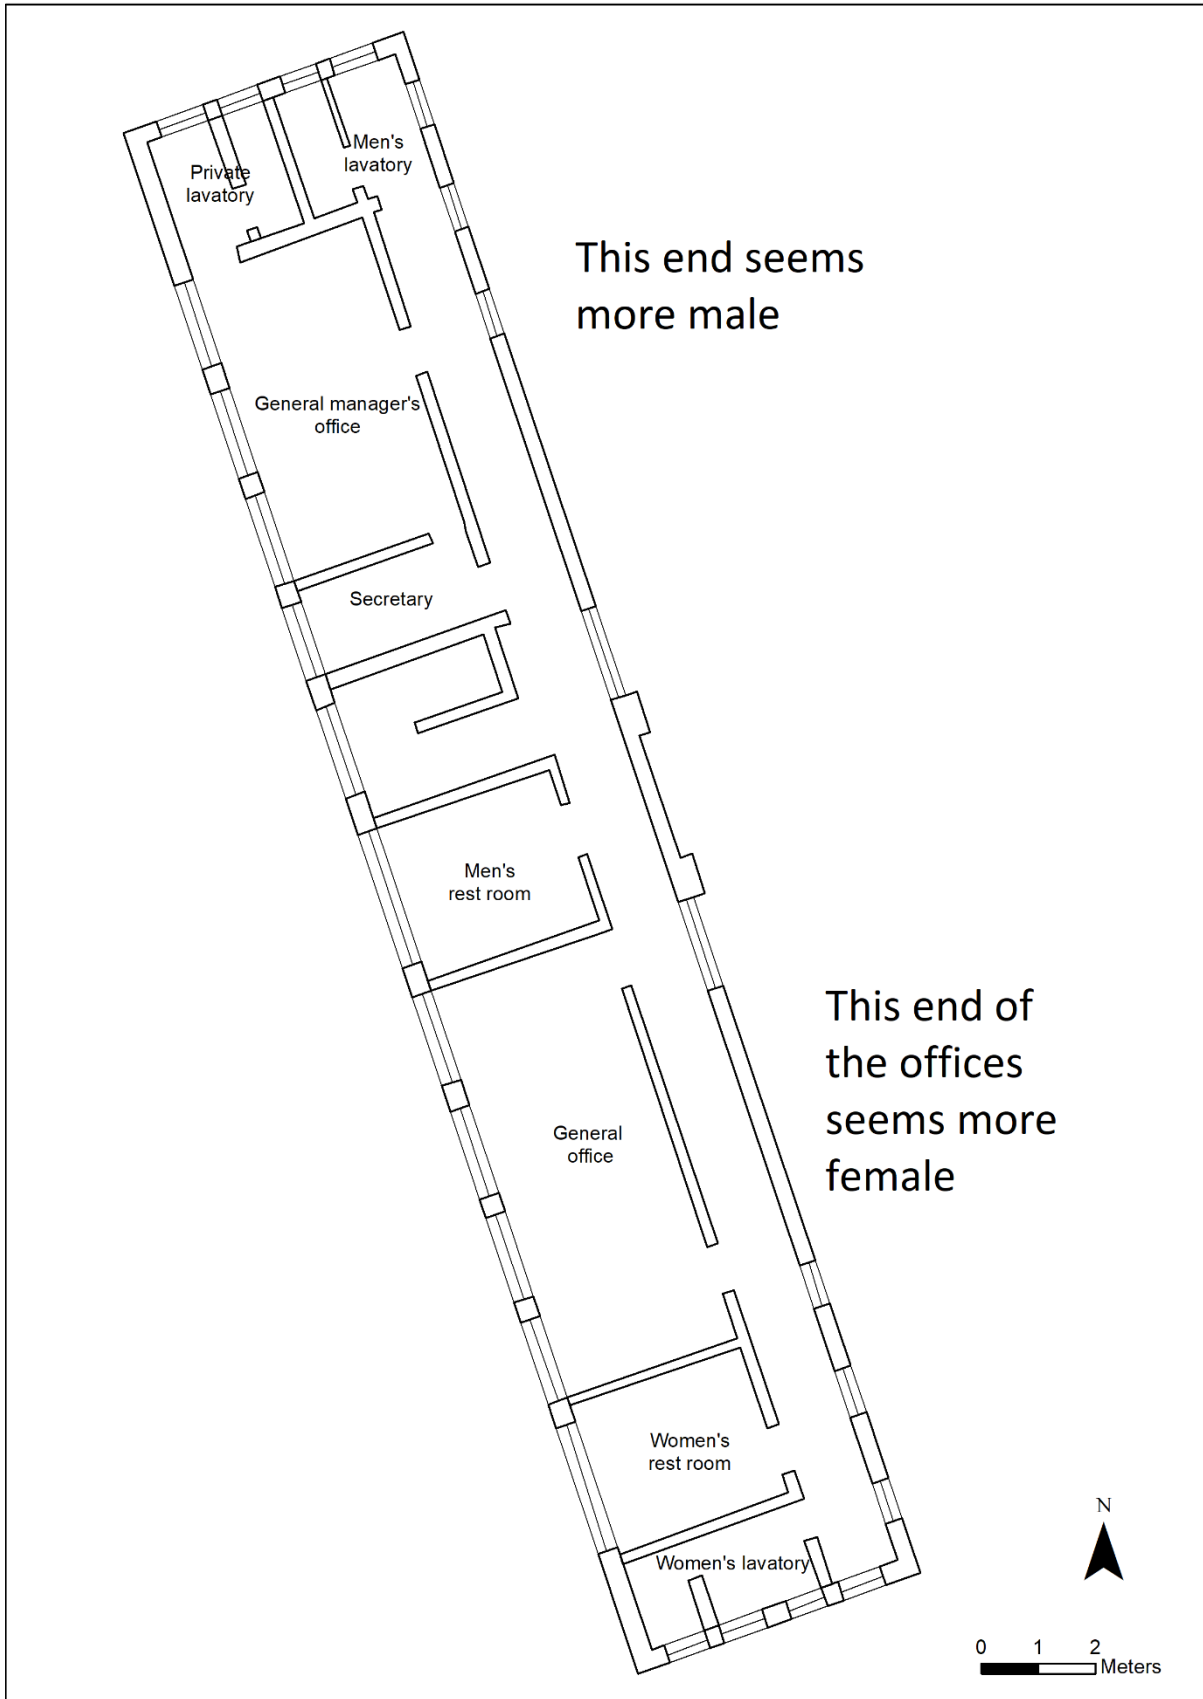 Men's
lavatory
Private
lavatory
This end seems
more male
General manager's
office
Secretary
Men's
rest room
This end of
the offices
seems more
female
General
office
Women's
rest room
Women's lavatory
N
0 1 2
Meters